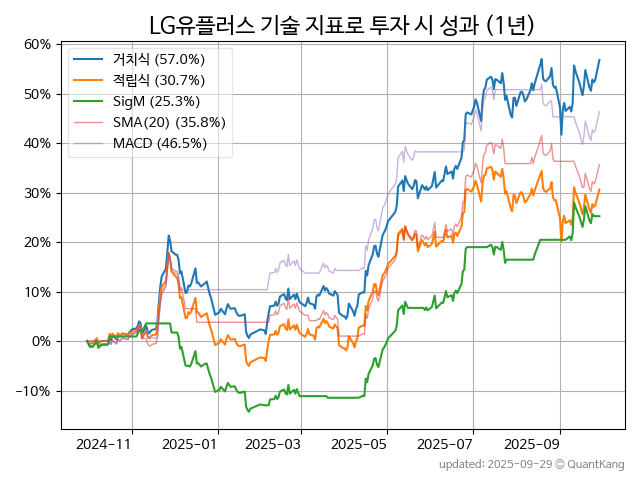 LG유플러스 기술 지표로 투자 시 성과 (1년)
60%
50%
40%
30%
20%
10%
0%
−10%
거치식 (57.0%)
적립식 (30.7%)
SigM (25.3%)
SMA(20) (35.8%)
MACD (46.5%)
2024−11 2025−01 2025−03 2025−05 2025−07 2025−09
updated: 2025-09-29 © QuantKang